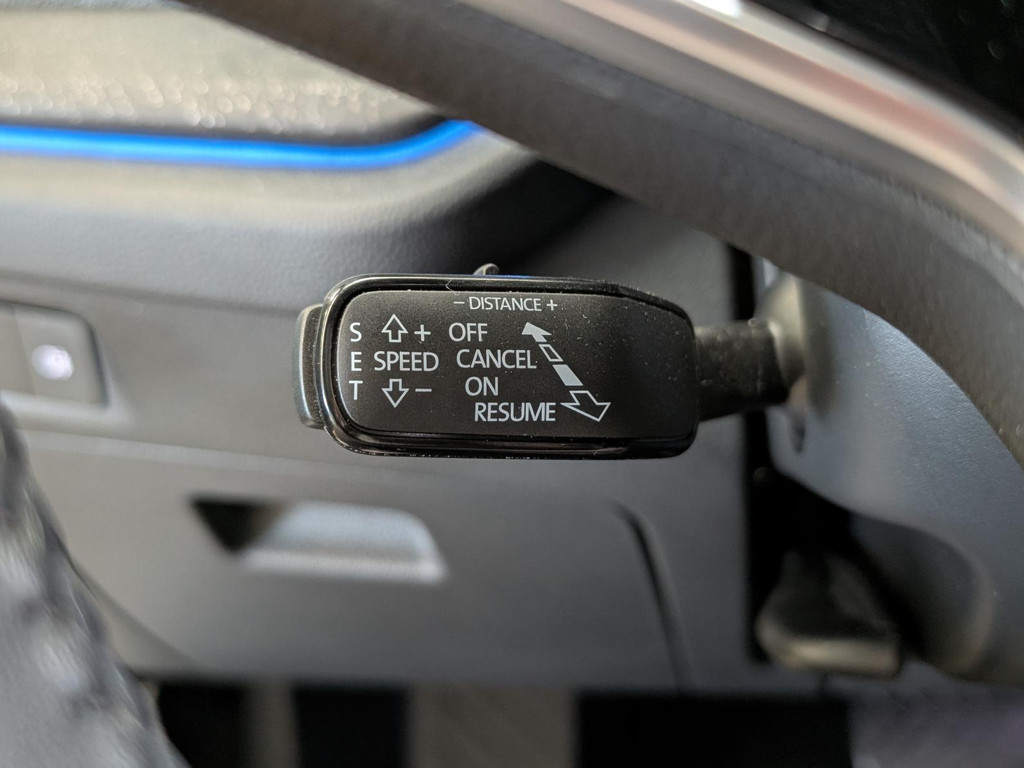 − DISTANCE +
S + OFF
E SPEED CANCEL
T − ON
RESUME